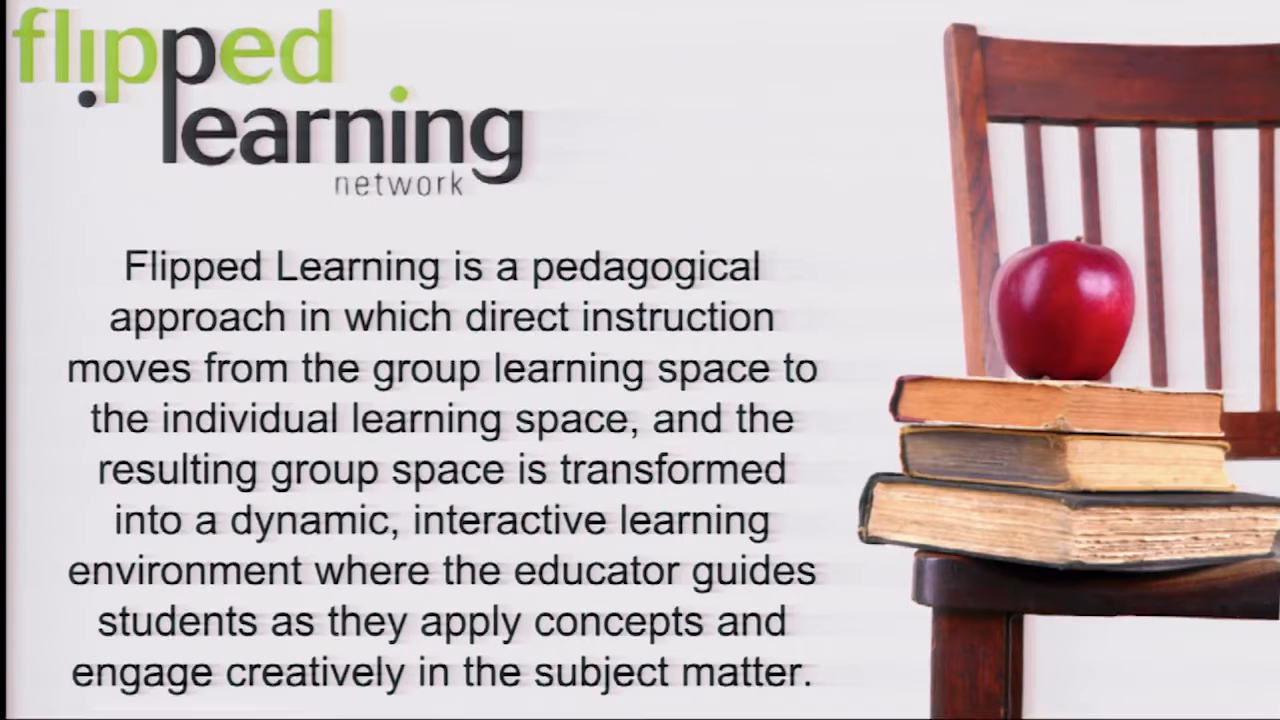 flipped
learning
network
Flipped Learning is a pedagogical
approach in which direct instruction
moves from the group learning space to
the individual learning space, and the
resulting group space is transformed
into a dynamic, interactive learning
environment where the educator guides
students as they apply concepts and
engage creatively in the subject matter.